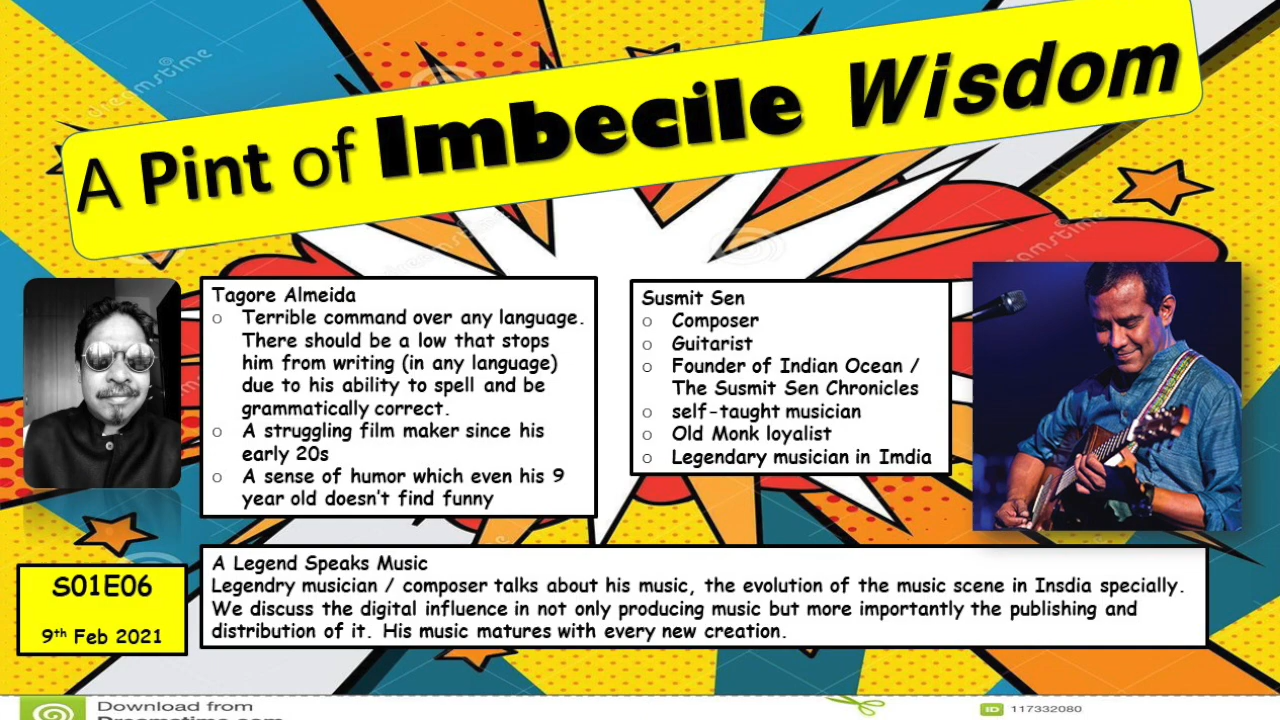 A Pint of Imbecile Wisdom
Tagore Almeida
o Terrible command over any language.
There should be a low that stops
him from writing (in any language)
due to his ability to spell and be
grammatically correct.
o A struggling film maker since his
early 20s
o A sense of humor which even his 9
year old doesn't find funny
Susmit Sen
o Composer
o Guitarist
o Founder of Indian Ocean /
The Susmit Sen Chronicles
o self-taught musician
o Old Monk loyalist
o Legendary musician in Imdia
S01E06
9th Feb 2021
A Legend Speaks Music
Legendry musician / composer talks about his music, the evolution of the music scene in Insdia specially.
We discuss the digital influence in not only producing music but more importantly the publishing and
distribution of it. His music matures with every new creation.
dreamstime
dreamstime
dreamstime
Download from
Dreamstime.com
ID 117332080